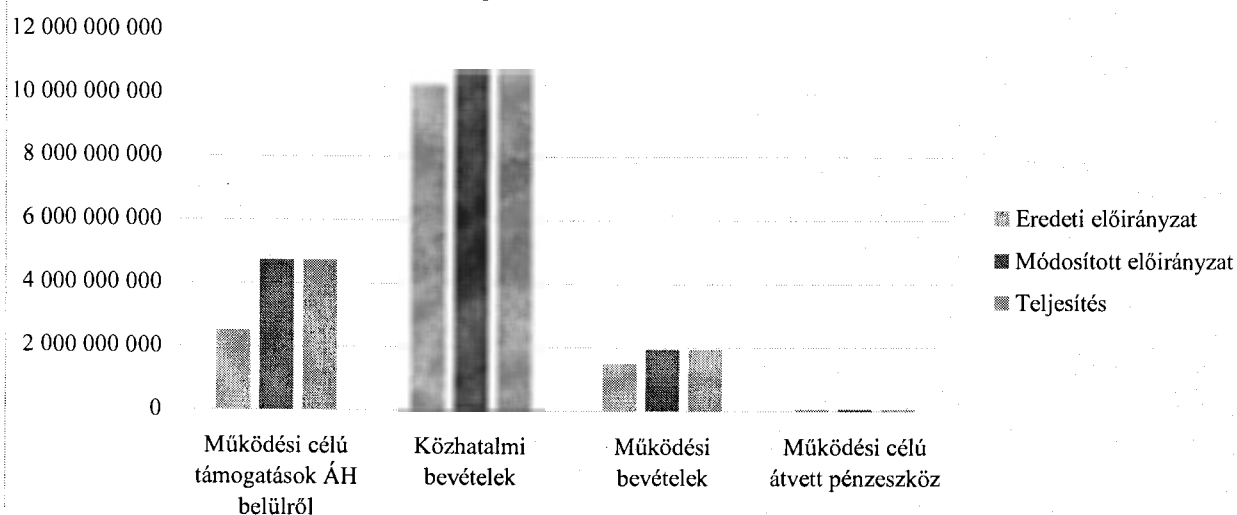 12 000 000 000
10 000 000 000
8 000 000 000
6 000 000 000
4 000 000 000
2 000 000 000
0
Működési célú
támogatások ÁH
belülről
Közhatalmi
bevételek
Működési
bevételek
Működési célú
átvett pénzeszköz
Eredeti előirányzat
Módosított előirányzat
Teljesítés